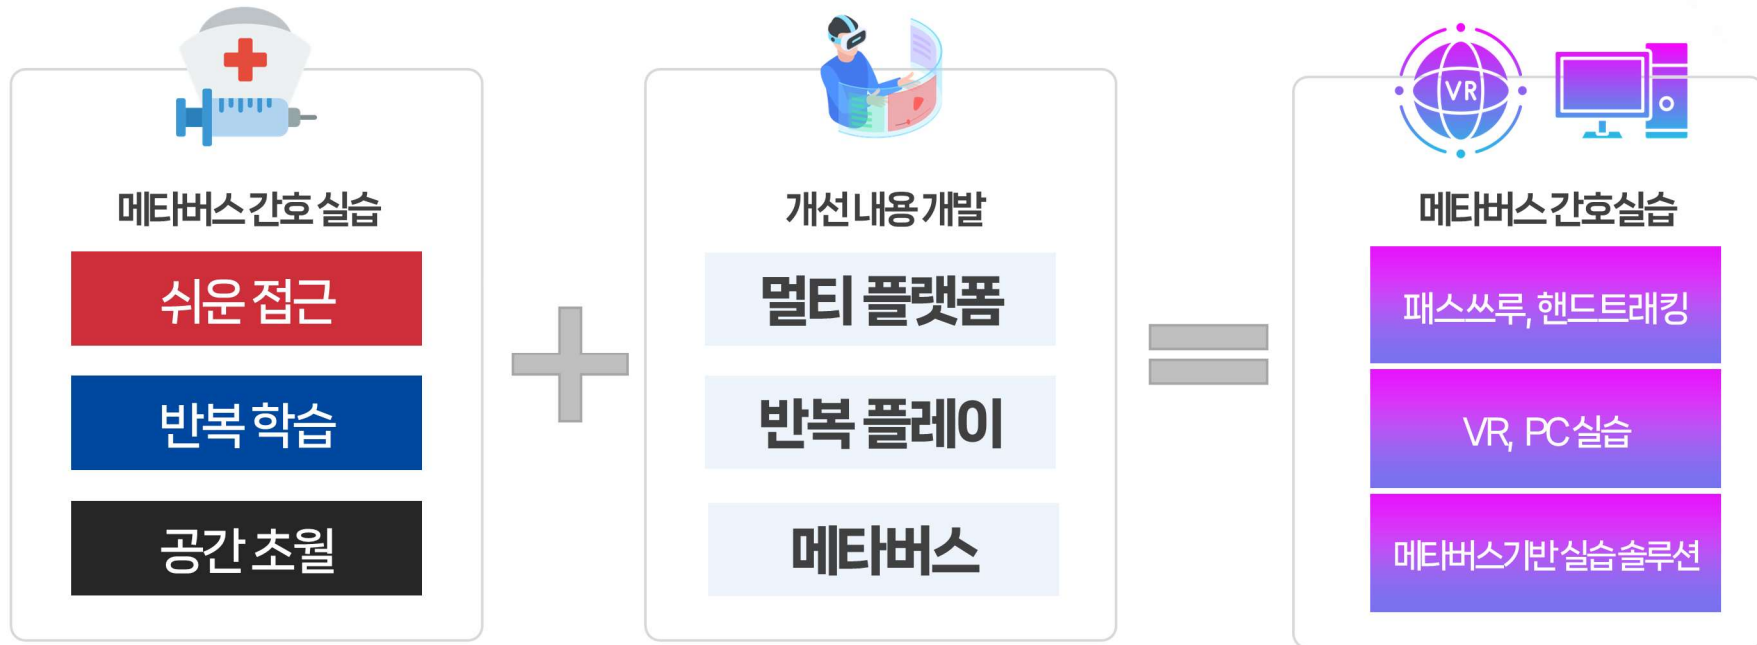 메타버스 간호 실습
쉬운 접근
반복 학습
공간 초월
개선 내용 개발
멀티 플랫폼
반복 플레이
메타버스
VR
메타버스 간호실습
패스쓰루, 핸드트래킹
VR, PC 실습
메타버스기반 실습 솔루션